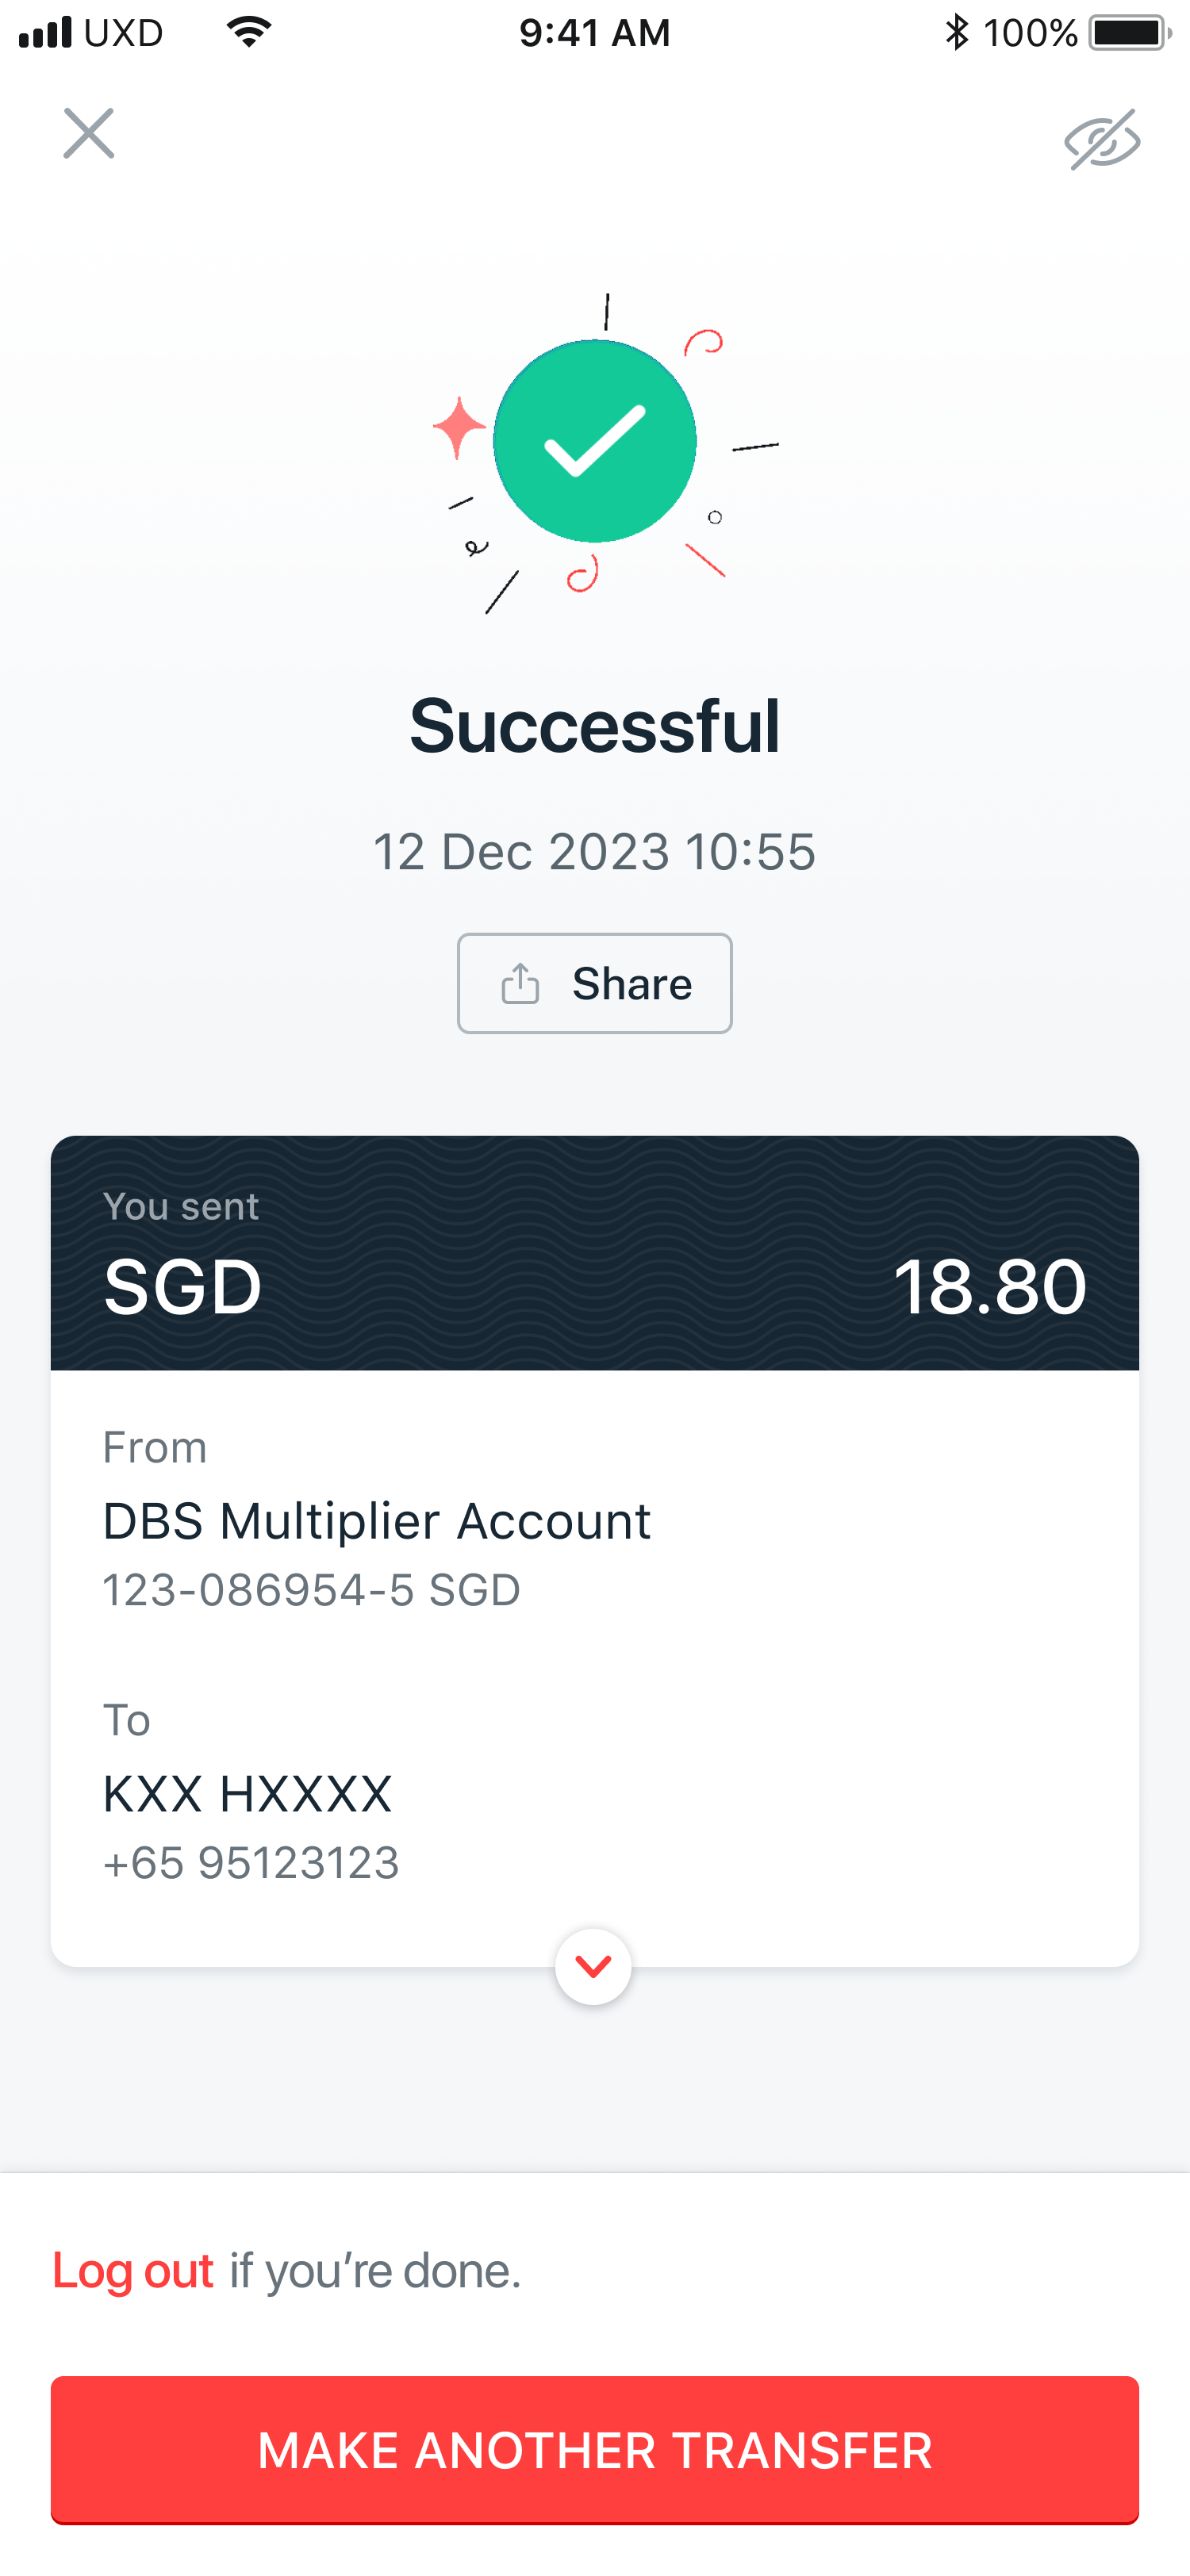 UXD 9:41 AM 100%
Successful
12 Dec 2023 10:55
Share
You sent
SGD 18.80
From
DBS Multiplier Account
123-086954-5 SGD
To
KXX HXXXX
+65 95123123
Log out if you’re done.
MAKE ANOTHER TRANSFER